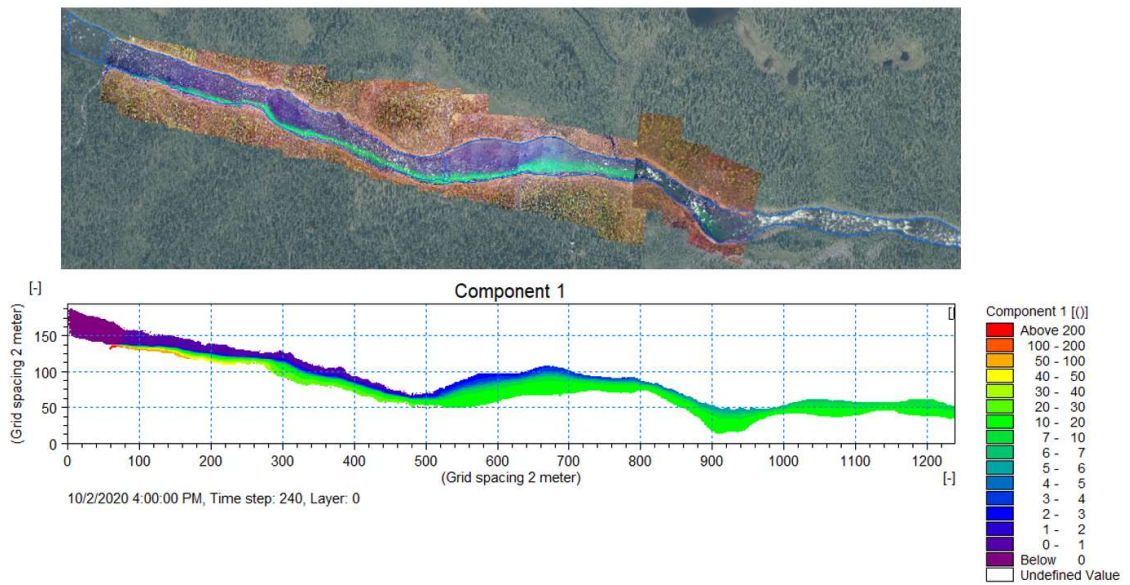 [-]
Component 1
(Grid spacing 2 meter)
150
100
50
0
0 100 200 300 400 500 600 700 800 900 1000 1100 1200
(Grid spacing 2 meter)
[-]
10/2/2020 4:00:00 PM, Time step: 240, Layer: 0
Component 1 [()]
Above 200
100 - 200
50 - 100
40 - 50
30 - 40
20 - 30
10 - 20
7 - 10
6 - 7
5 - 6
4 - 5
3 - 4
2 - 3
1 - 2
0 - 1
Below 0
Undefined Value